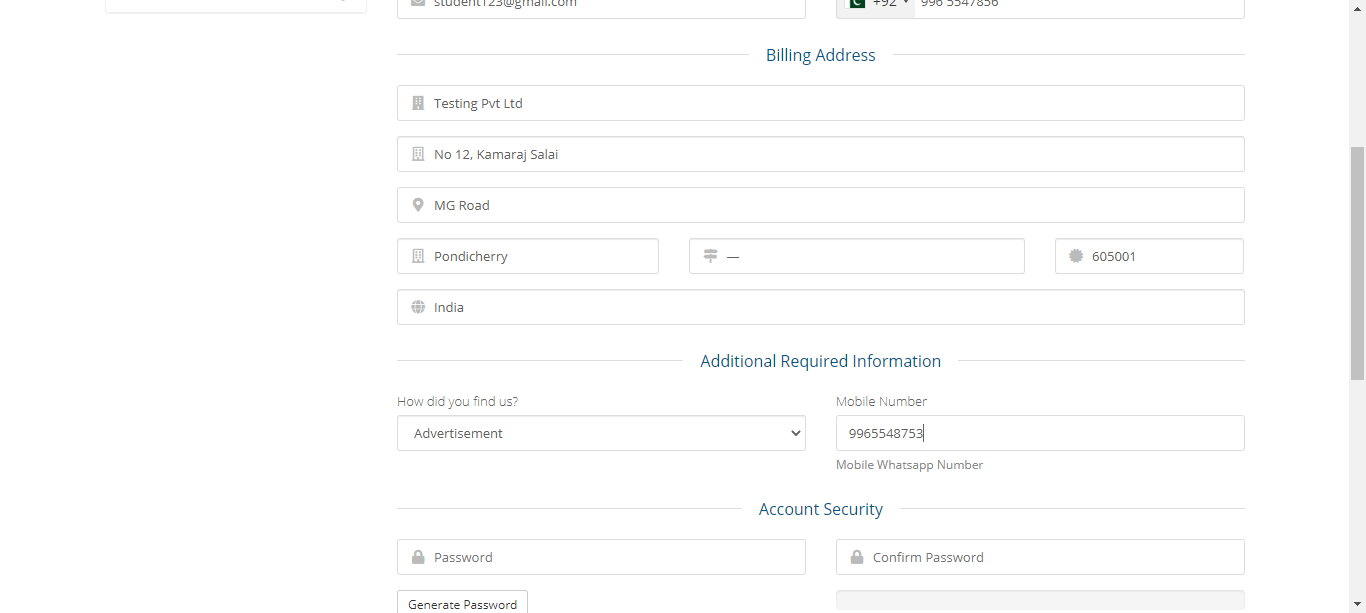 student123@gmail.com
+92 996 5547856
Billing Address
Testing Pvt Ltd
No 12, Kamaraj Salai
MG Road
Pondicherry — 605001
India
Additional Required Information
How did you find us? Mobile Number
Advertisement 9965548753
Mobile Whatsapp Number
Account Security
Password Confirm Password
Generate Password